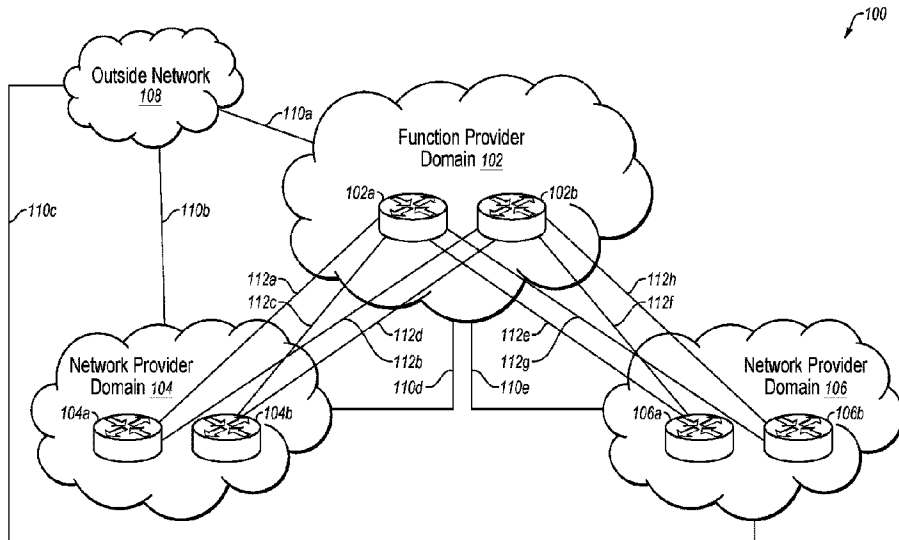 100
Outside Network
108
110a
Function Provider
Domain 102
102a
102b
110c
110b
112a
112c
112h
112f
112d
112b
112e
112g
Network Provider
Domain 104
110d
110e
Network Provider
Domain 106
104a
104b
106a
106b